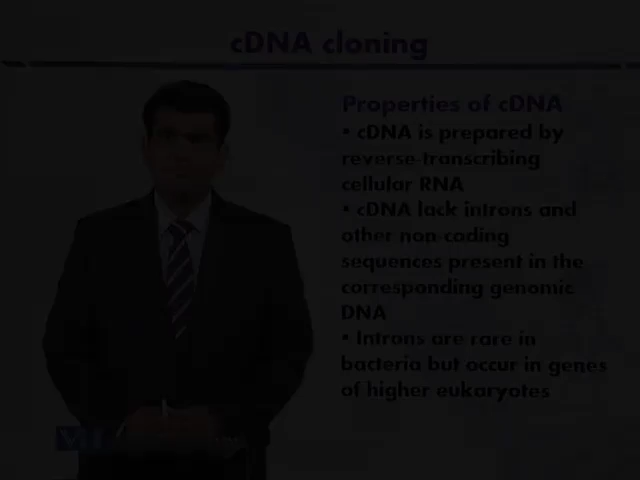 cDNA cloning
Properties of cDNA
• cDNA is prepared by
reverse transcribing
cellular RNA
• cDNA lack introns and
other non coding
sequences present in the
corresponding genomic
DNA
• Introns are rare in
bacteria but occur in genes
of higher eukaryotes